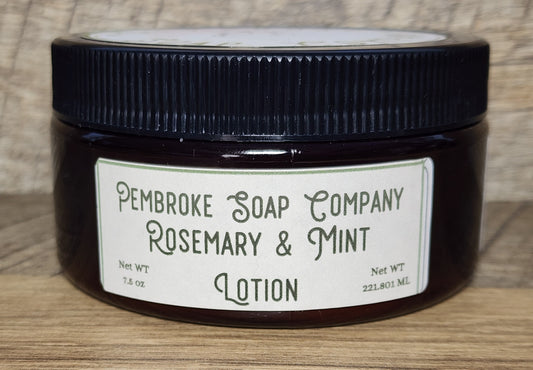 Pembroke Soap Company
Rosemary & Mint
Lotion
Net WT
7.5 oz
Net WT
221.801 ML